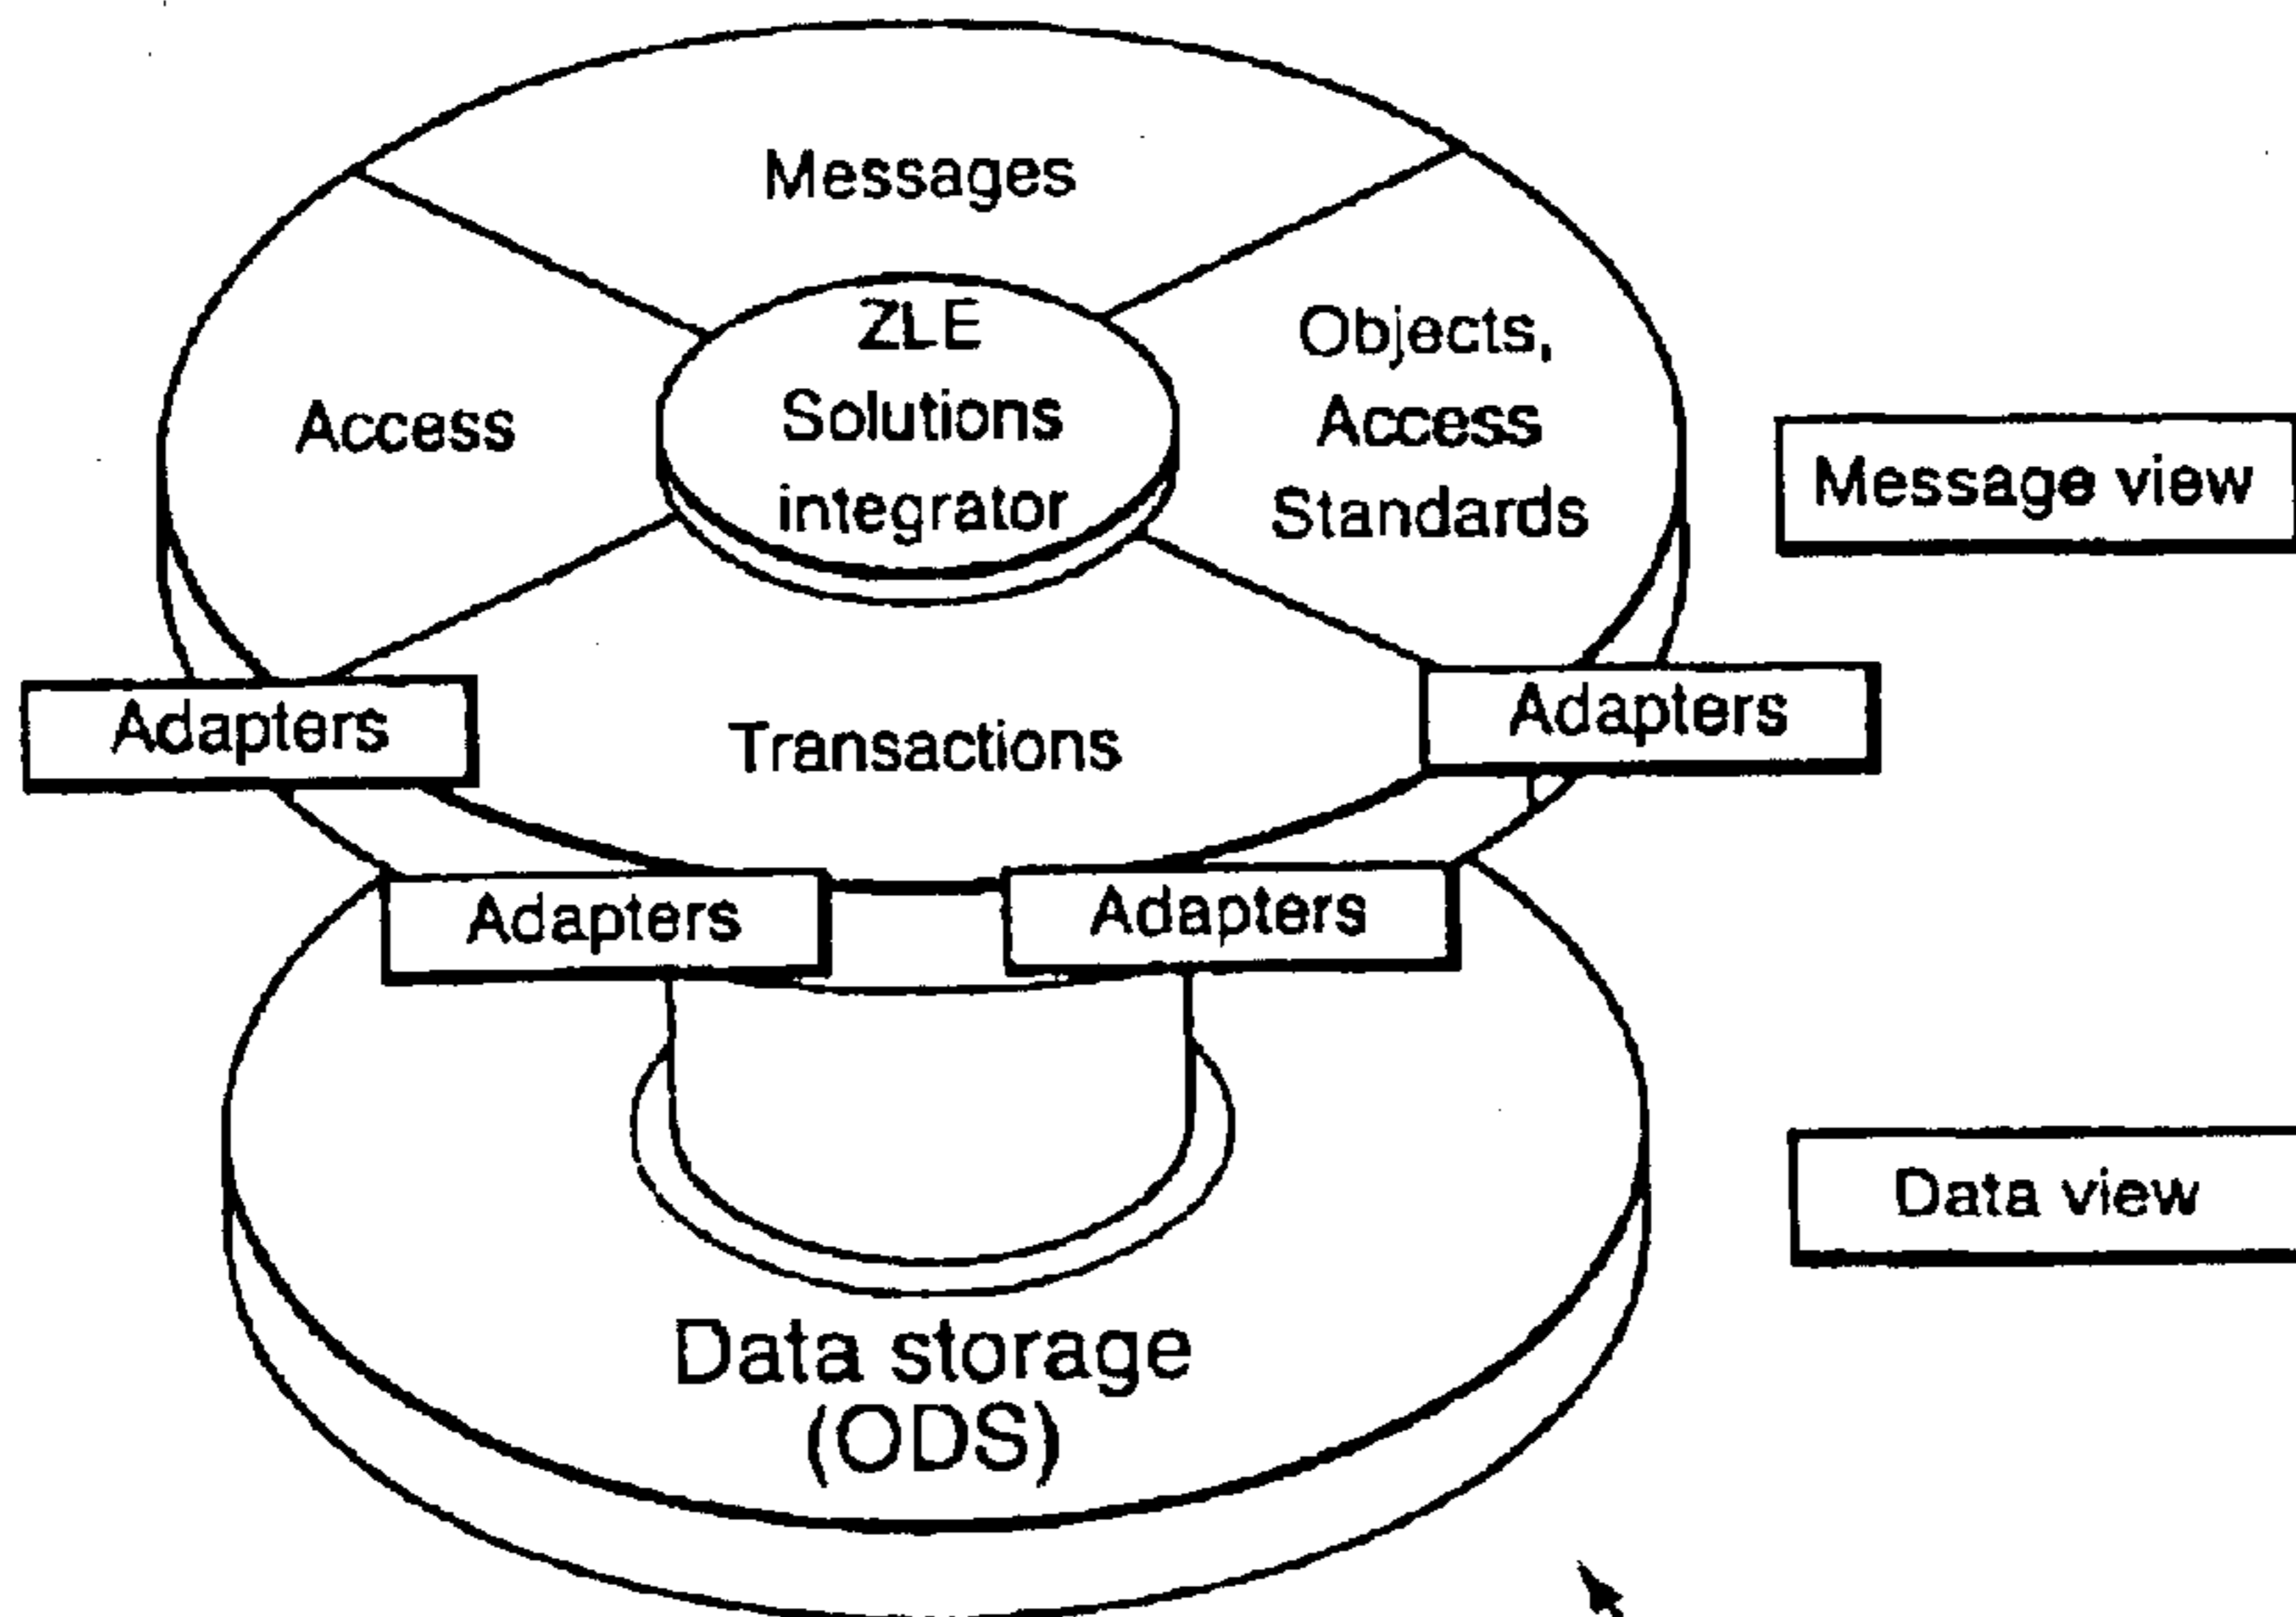 Messages
ZLE
Solutions
integrator
Access
Objects,
Access
Standards
Message view
Adapters
Transactions
Adapters
Adapters
Adapters
Data view
Data storage
(ODS)